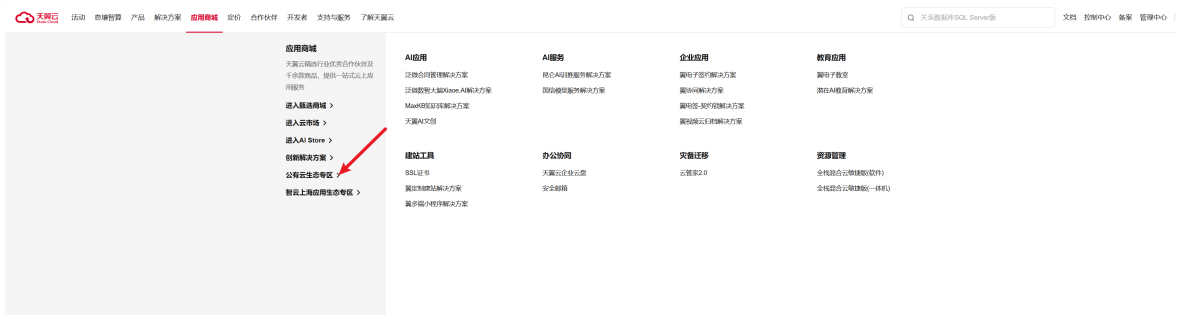 天翼云
State Cloud
活动 息壤智算 产品 解决方案 应用商城 定价 合作伙伴 开发者 支持与服务 了解天翼云
关系数据库SQL Server版
文档 控制中心 备案 管理中心
应用商城
天翼云精选行业优秀合作伙伴及
千余款商品，提供一站式云上应
用服务
进入甄选商城 >
进入云市场 >
进入AI Store >
创新解决方案 >
公有云生态专区 >
智云上海应用生态专区 >
AI应用
泛微合同管理解决方案
泛微数智大脑Xiaoe.AI解决方案
MaxKB知识库解决方案
天翼AI文创
AI服务
昆仑AI训推服务解决方案
国信模型服务解决方案
企业应用
翼电子签约解决方案
翼协同解决方案
翼电签-契约锁解决方案
翼视频云归档解决方案
教育应用
翼电子教室
潜在AI教育解决方案
建站工具
SSL证书
翼定制建站解决方案
翼多端小程序解决方案
办公协同
天翼云企业云盘
安全邮箱
灾备迁移
云管家2.0
资源管理
全栈混合云敏捷版(软件)
全栈混合云敏捷版(一体机)